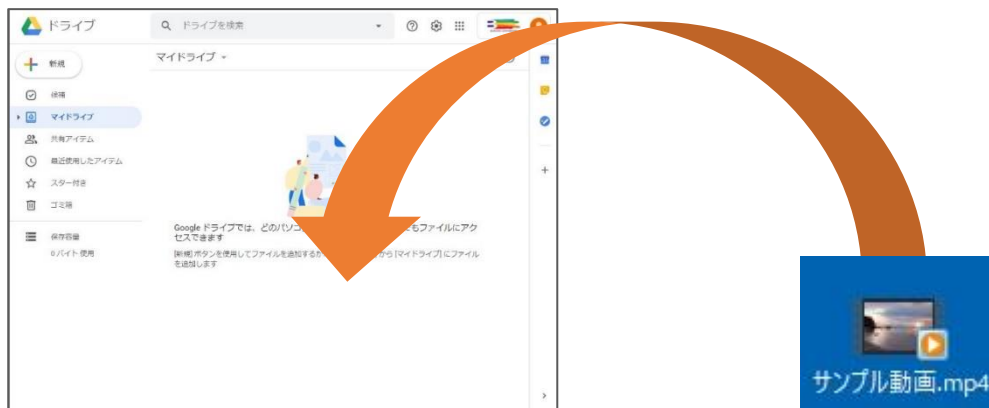 ドライブ
ドライブを検索
新規
マイドライブ
候補
マイドライブ
共有アイテム
最近使用したアイテム
スター付き
ゴミ箱
保存容量
0 バイト 使用
Google ドライブでは、どのパソコ
もファイルにアク
セスできます
[新規] ボタンを使用してファイルを追加するか
から [マイドライブ] にファイル
を追加します
サンプル動画.mp4